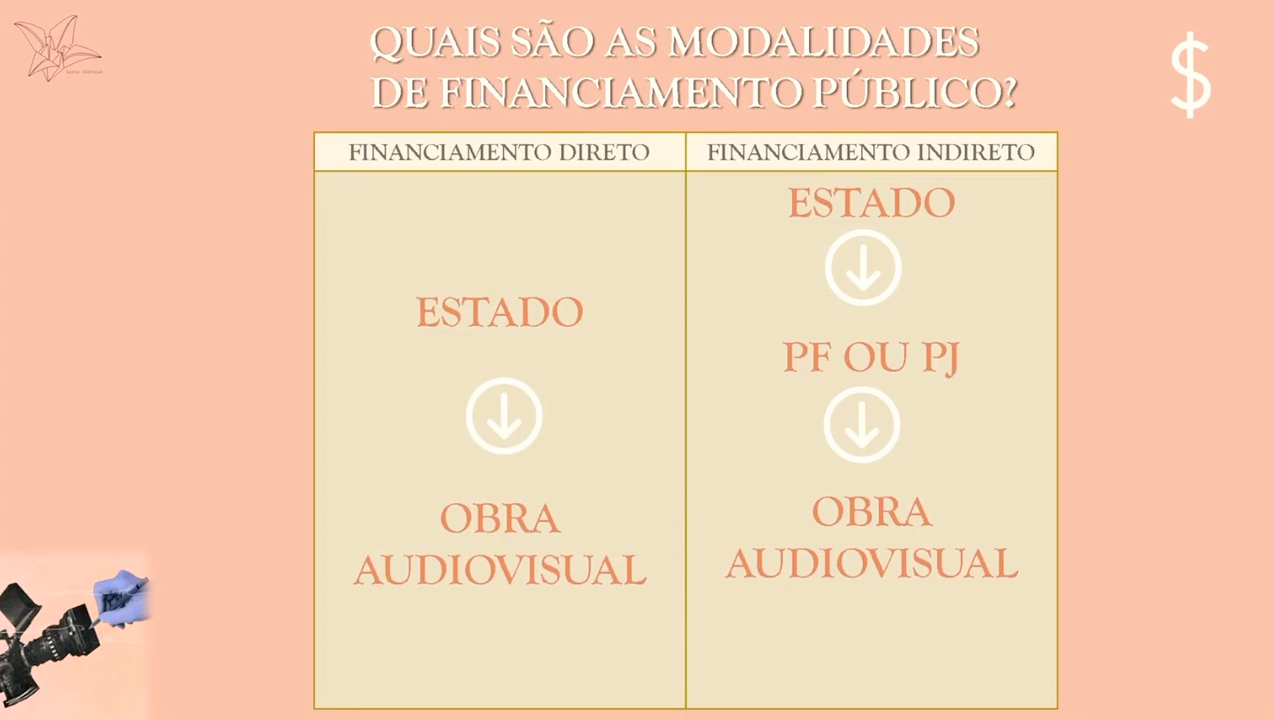 QUAIS SÃO AS MODALIDADES
DE FINANCIAMENTO PÚBLICO?
$
FINANCIAMENTO DIRETO
FINANCIAMENTO INDIRETO
ESTADO
OBRA
AUDIOVISUAL
ESTADO
PF OU PJ
OBRA
AUDIOVISUAL